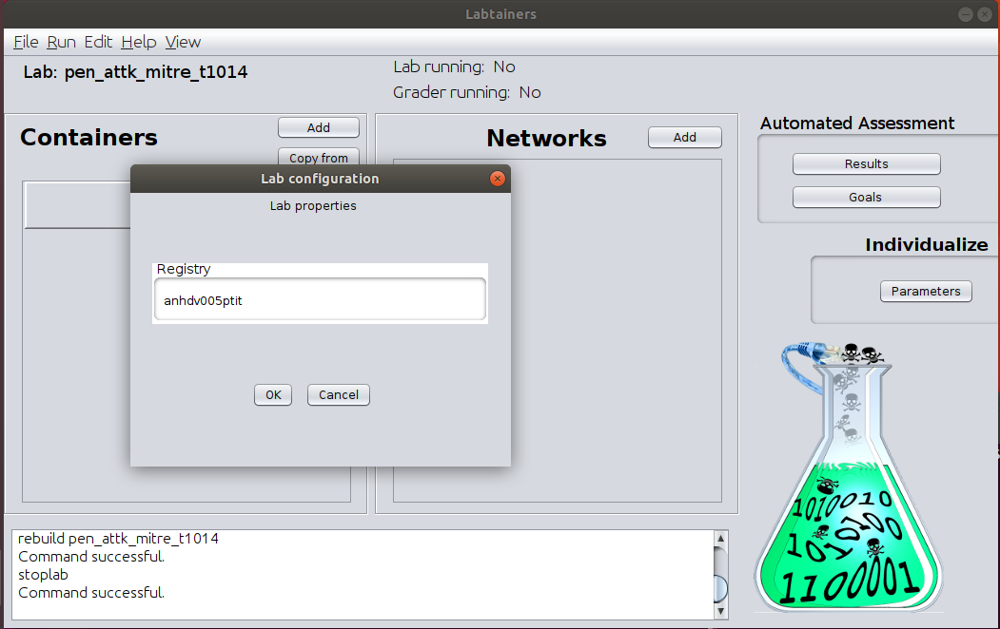 Labtainers
File Run Edit Help View
Lab: pen_attk_mitre_t1014
Lab running: No
Grader running: No
Containers
Add
Copy from
Networks
Add
Automated Assessment
Results
Goals
Individualize
Parameters
Lab configuration
Lab properties
Registry
anhdv005ptit
OK
Cancel
rebuild pen_attk_mitre_t1014
Command successful.
stoplab
Command successful.
1010010
10100
10
1100001